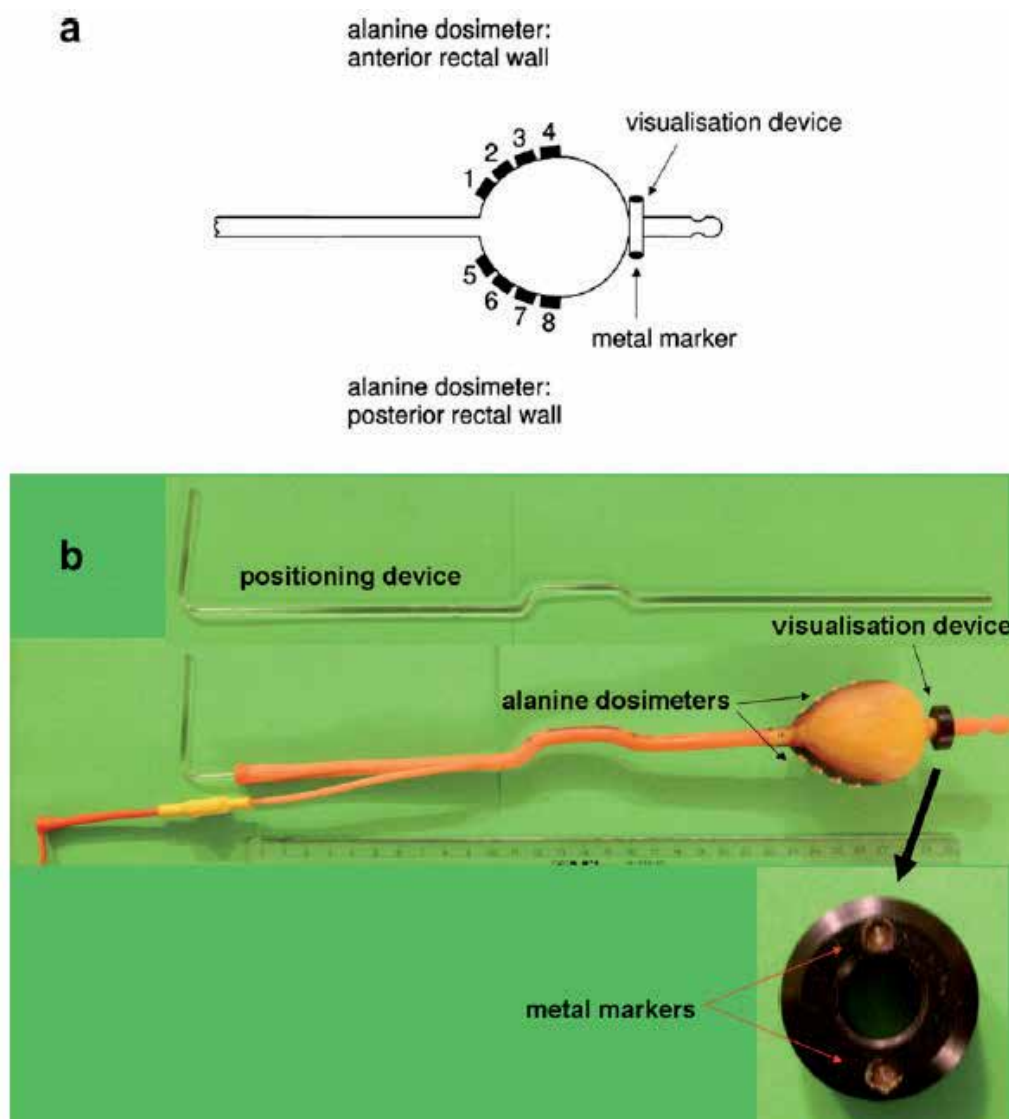 a
alanine dosimeter:
anterior rectal wall
visualisation device
1
2
3
4
5
6
7
8
metal marker
alanine dosimeter:
posterior rectal wall
b
positioning device
visualisation device
alanine dosimeters
metal markers